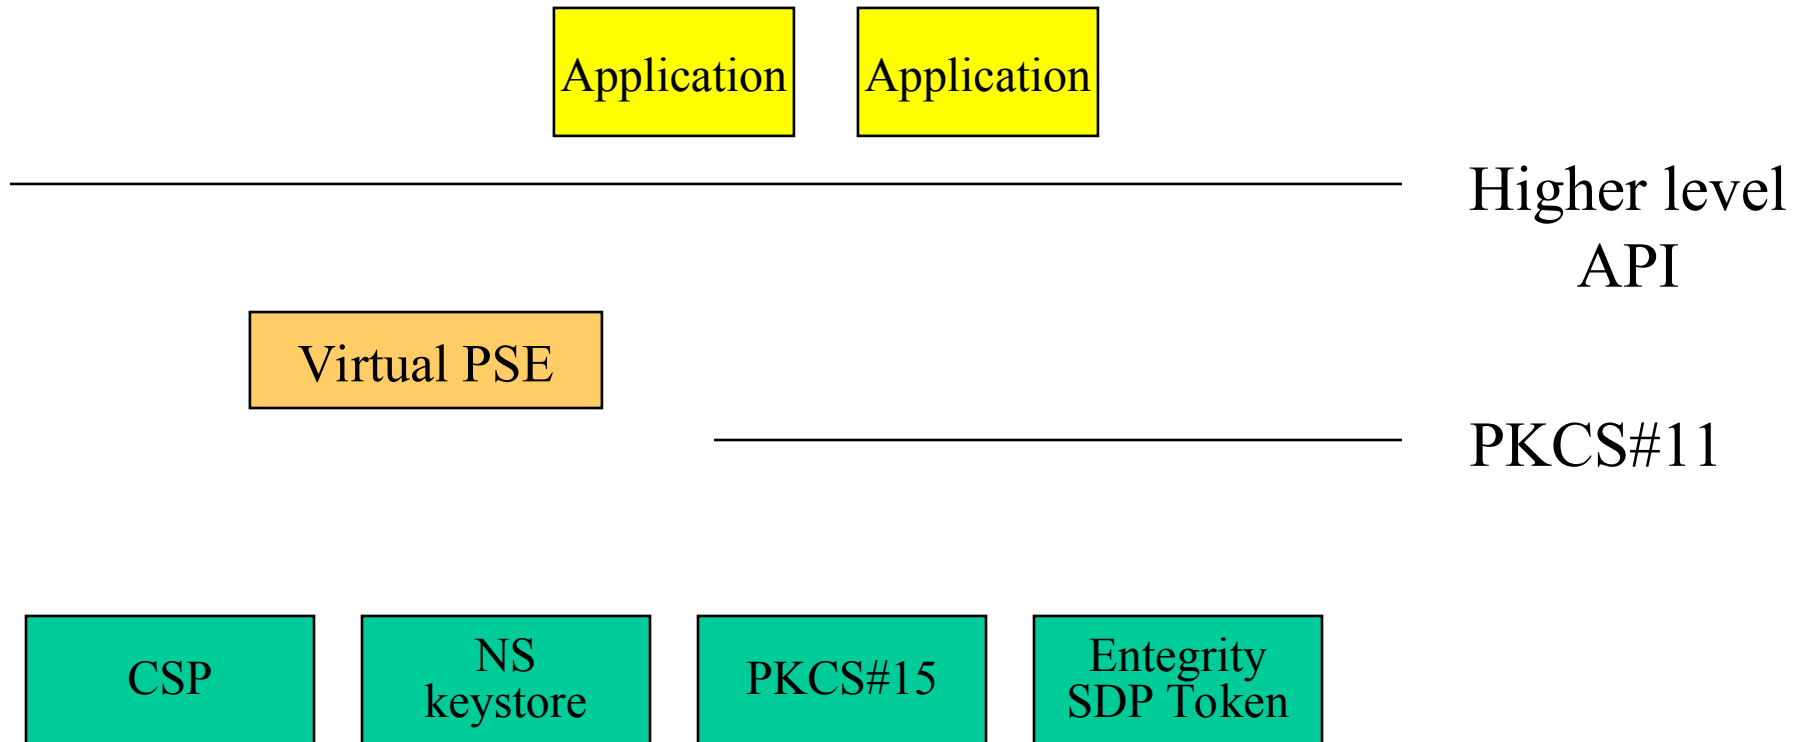 Application
Application
Higher level
API
Virtual PSE
PKCS#11
CSP
NS
keystore
PKCS#15
Entegrity
SDP Token